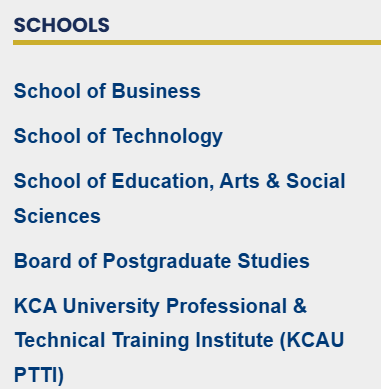 SCHOOLS
School of Business
School of Technology
School of Education, Arts & Social
Sciences
Board of Postgraduate Studies
KCA University Professional &
Technical Training Institute (KCAU
PTTI)